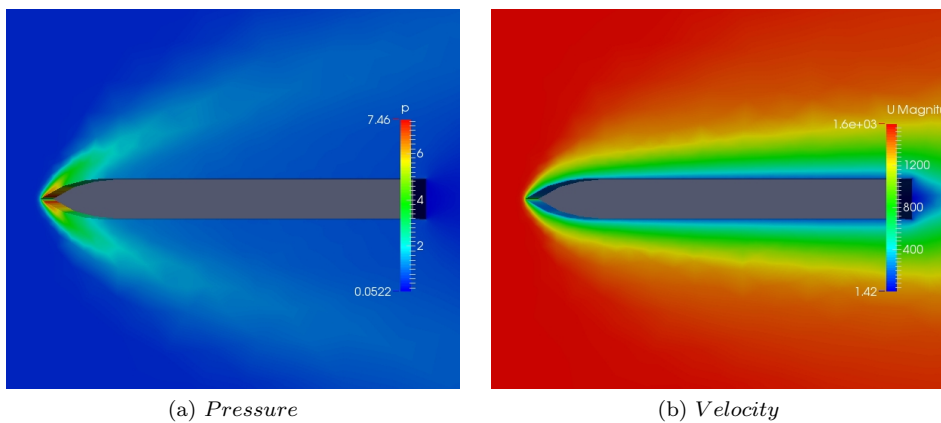 p
7.46
6
4
2
0.0522
U Magnitu
1.6e+03
1200
800
400
1.42
(a) Pressure
(b) Velocity